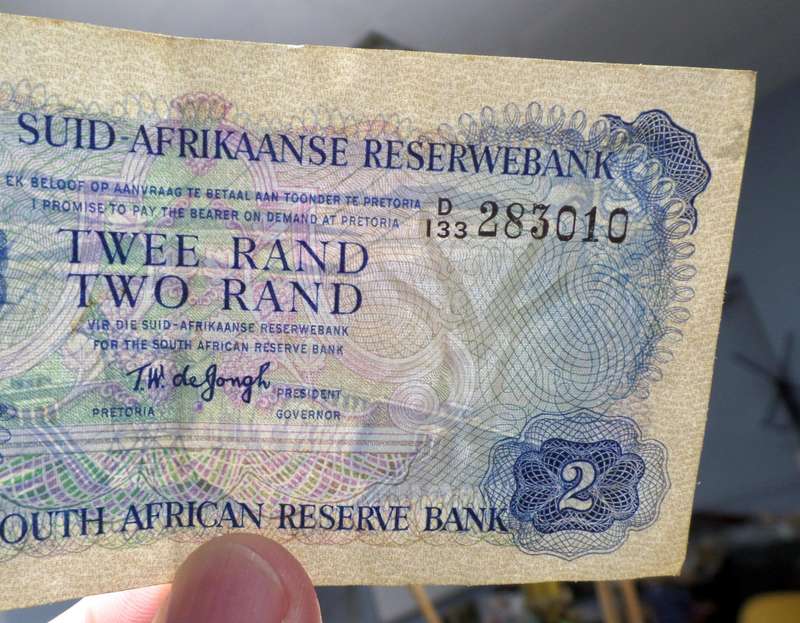 SUID-AFRIKAANSE RESERWEBANK
EK BELOOF OP AANVRAAG TE BETAAL AAN TOONDER TE PRETORIA
I PROMISE TO PAY THE BEARER ON DEMAND AT PRETORIA
D/133 283010
TWEE RAND
TWO RAND
VIR DIE SUID-AFRIKAANSE RESERWEBANK
FOR THE SOUTH AFRICAN RESERVE BANK
T.W. de Jongh
PRESIDENT
PRETORIA GOVERNOR
2
OUTH AFRICAN RESERVE BANK